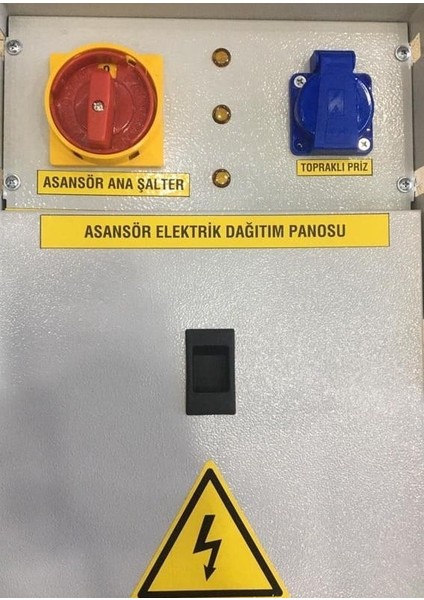 ASANSÖR ANA ŞALTER
TOPRAKLI PRİZ
ASANSÖR ELEKTRİK DAĞITIM PANOSU